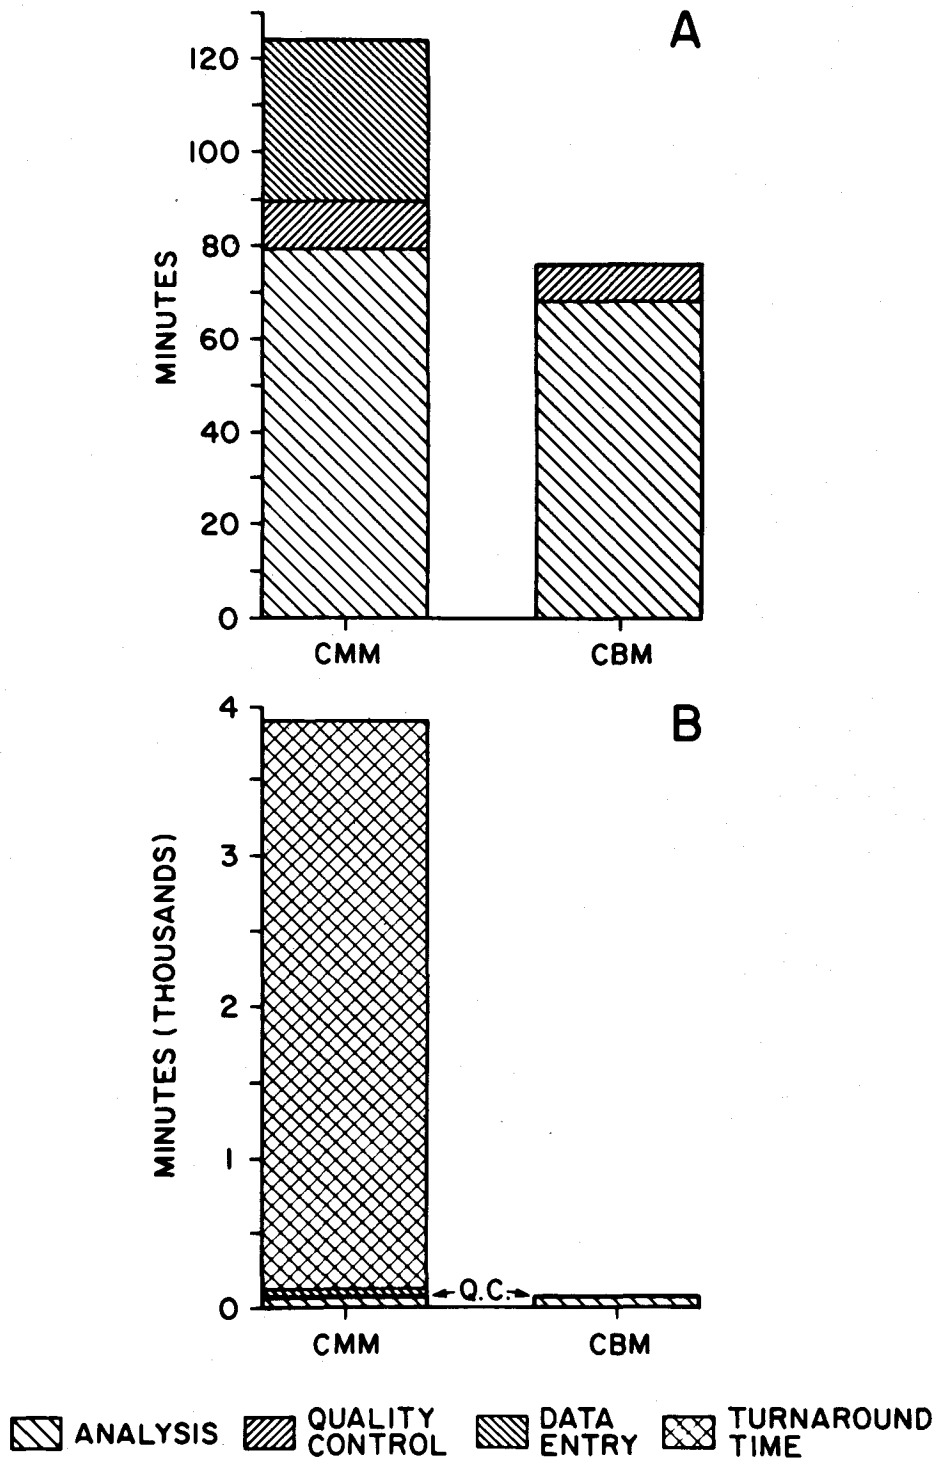 A
120
100
80
60
40
20
0
MINUTES
CMM
CBM
B
4
3
2
1
0
MINUTES (THOUSANDS)
Q.C.
CMM
CBM
ANALYSIS
QUALITY
CONTROL
DATA
ENTRY
TURNAROUND
TIME